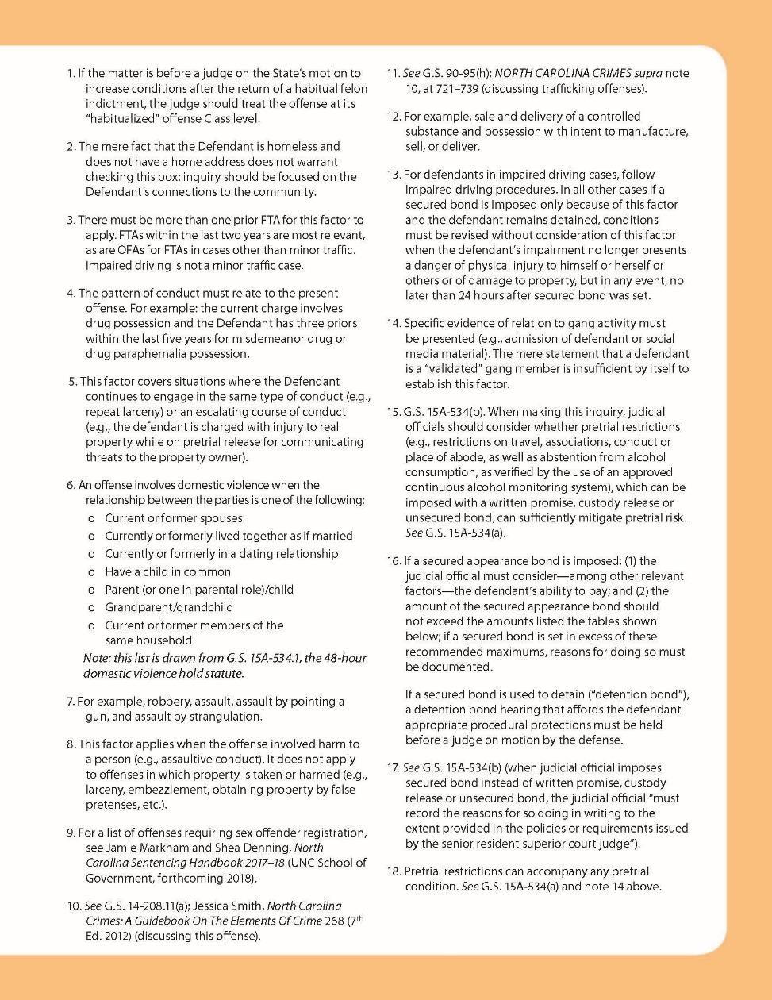 1. If the matter is before a judge on the State's motion to
increase conditions after the return of a habitual felon
indictment, the judge should treat the offense at its
"habitualized" offense Class level.
2. The mere fact that the Defendant is homeless and
does not have a home address does not warrant
checking this box; inquiry should be focused on the
Defendant's connections to the community.
3. There must be more than one prior FTA for this factor to
apply. FTAs within the last two years are most relevant,
as are OFAs for FTAs in cases other than minor traffic.
Impaired driving is not a minor traffic case.
4. The pattern of conduct must relate to the present
offense. For example: the current charge involves
drug possession and the Defendant has three priors
within the last five years for misdemeanor drug or
drug paraphernalia possession.
5. This factor covers situations where the Defendant
continues to engage in the same type of conduct (e.g.,
repeat larceny) or an escalating course of conduct
(e.g., the defendant is charged with injury to real
property while on pretrial release for communicating
threats to the property owner).
6. An offense involves domestic violence when the
relationship between the parties is one of the following:
o Current or former spouses
o Currently or formerly lived together as if married
o Currently or formerly in a dating relationship
o Have a child in common
o Parent (or one in parental role)/child
o Grandparent/grandchild
o Current or former members of the
same household
Note: this list is drawn from G.S. 15A-534.1, the 48-hour
domestic violence hold statute.
7. For example, robbery, assault, assault by pointing a
gun, and assault by strangulation.
8. This factor applies when the offense involved harm to
a person (e.g., assaultive conduct). It does not apply
to offenses in which property is taken or harmed (e.g.,
larceny, embezzlement, obtaining property by false
pretenses, etc.).
9. For a list of offenses requiring sex offender registration,
see Jamie Markham and Shea Denning, North
Carolina Sentencing Handbook 2017–18 (UNC School of
Government, forthcoming 2018).
10. See G.S. 14-208.11(a); Jessica Smith, North Carolina
Crimes: A Guidebook On The Elements Of Crime 268 (7th
Ed. 2012) (discussing this offense).
11. See G.S. 90-95(h); NORTH CAROLINA CRIMES supra note
10, at 721–739 (discussing trafficking offenses).
12. For example, sale and delivery of a controlled
substance and possession with intent to manufacture,
sell, or deliver.
13. For defendants in impaired driving cases, follow
impaired driving procedures. In all other cases if a
secured bond is imposed only because of this factor
and the defendant remains detained, conditions
must be revised without consideration of this factor
when the defendant's impairment no longer presents
a danger of physical injury to himself or herself or
others or of damage to property, but in any event, no
later than 24 hours after secured bond was set.
14. Specific evidence of relation to gang activity must
be presented (e.g., admission of defendant or social
media material). The mere statement that a defendant
is a "validated" gang member is insufficient by itself to
establish this factor.
15. G.S. 15A-534(b). When making this inquiry, judicial
officials should consider whether pretrial restrictions
(e.g., restrictions on travel, associations, conduct or
place of abode, as well as abstention from alcohol
consumption, as verified by the use of an approved
continuous alcohol monitoring system), which can be
imposed with a written promise, custody release or
unsecured bond, can sufficiently mitigate pretrial risk.
See G.S. 15A-534(a).
16. If a secured appearance bond is imposed: (1) the
judicial official must consider—among other relevant
factors—the defendant's ability to pay; and (2) the
amount of the secured appearance bond should
not exceed the amounts listed the tables shown
below; if a secured bond is set in excess of these
recommended maximums, reasons for doing so must
be documented.
If a secured bond is used to detain ("detention bond"),
a detention bond hearing that affords the defendant
appropriate procedural protections must be held
before a judge on motion by the defense.
17. See G.S. 15A-534(b) (when judicial official imposes
secured bond instead of written promise, custody
release or unsecured bond, the judicial official "must
record the reasons for so doing in writing to the
extent provided in the policies or requirements issued
by the senior resident superior court judge").
18. Pretrial restrictions can accompany any pretrial
condition. See G.S. 15A-534(a) and note 14 above.